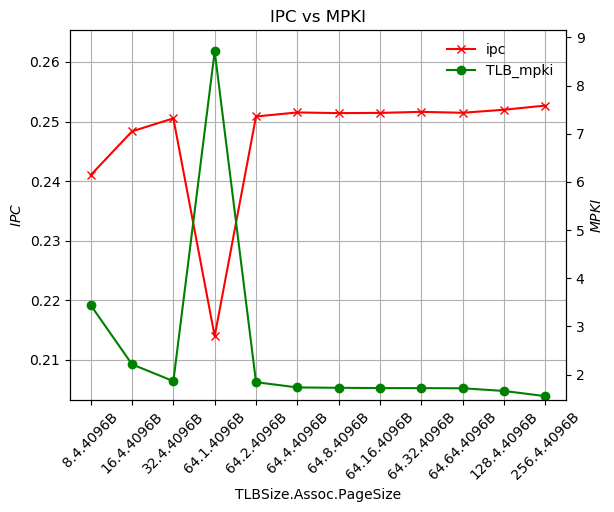 IPC vs MPKI
ipc
TLB_mpki
0.26
0.25
0.24
0.23
0.22
0.21
IPC
9
8
7
6
5
4
3
2
MPKI
8.4.4096B
16.4.4096B
32.4.4096B
64.1.4096B
64.2.4096B
64.4.4096B
64.8.4096B
64.16.4096B
64.32.4096B
64.64.4096B
128.4.4096B
256.4.4096B
TLBSize.Assoc.PageSize